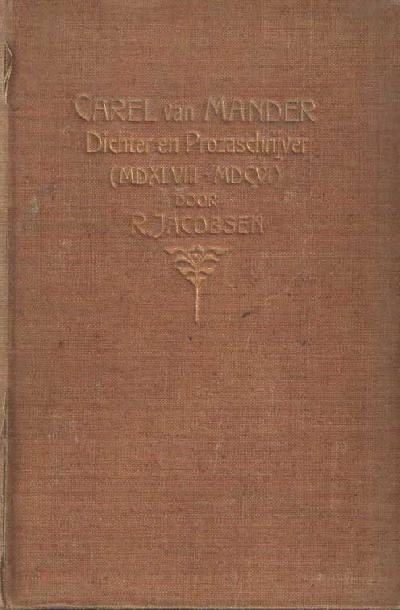 CAREL van MANDER
Dichter en Prozaschrijver
(MDXLVIII - MDCVI)
DOOR
R. JACOBSEN